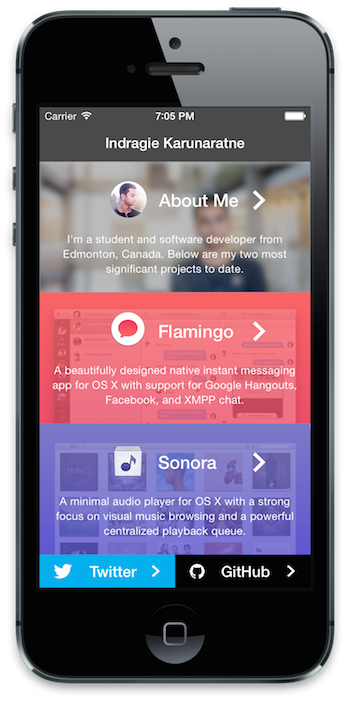 Carrier 7:05 PM
Indragie Karunaratne
About Me
I'm a student and software developer from
Edmonton, Canada. Below are my two most
significant projects to date.
Flamingo
A beautifully designed native instant messaging
app for OS X with support for Google Hangouts,
Facebook, and XMPP chat.
Sonora
A minimal audio player for OS X with a strong
focus on visual music browsing and a powerful
centralized playback queue.
Twitter GitHub